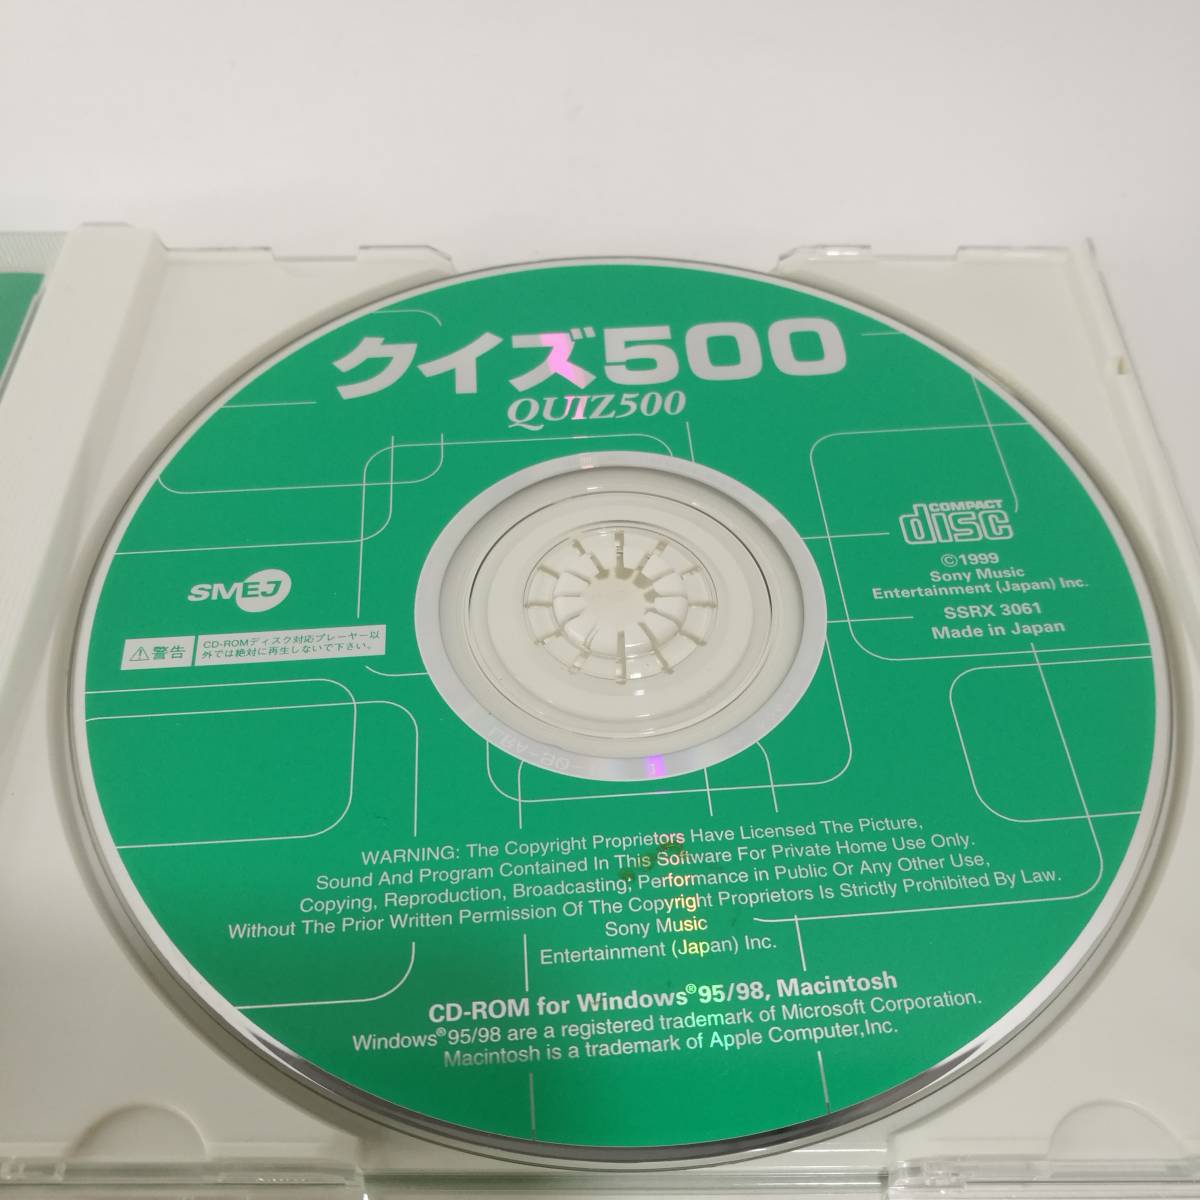 クイズ500
QUIZ500
COMPACT
disc
©1999
Sony Music
Entertainment (Japan) Inc.
SSRX 3061
Made in Japan
SMEJ
⚠警告
CD-ROMディスク対応プレーヤー以
外では絶対に再生しないで下さい。
WARNING: The Copyright Proprietors Have Licensed The Picture,
Sound And Program Contained In This Software For Private Home Use Only.
Copying, Reproduction, Broadcasting, Performance in Public Or Any Other Use,
Without The Prior Written Permission Of The Copyright Proprietors Is Strictly Prohibited By Law.
Sony Music
Entertainment (Japan) Inc.
CD-ROM for Windows®95/98, Macintosh
Windows®95/98 are a registered trademark of Microsoft Corporation.
Macintosh is a trademark of Apple Computer,Inc.